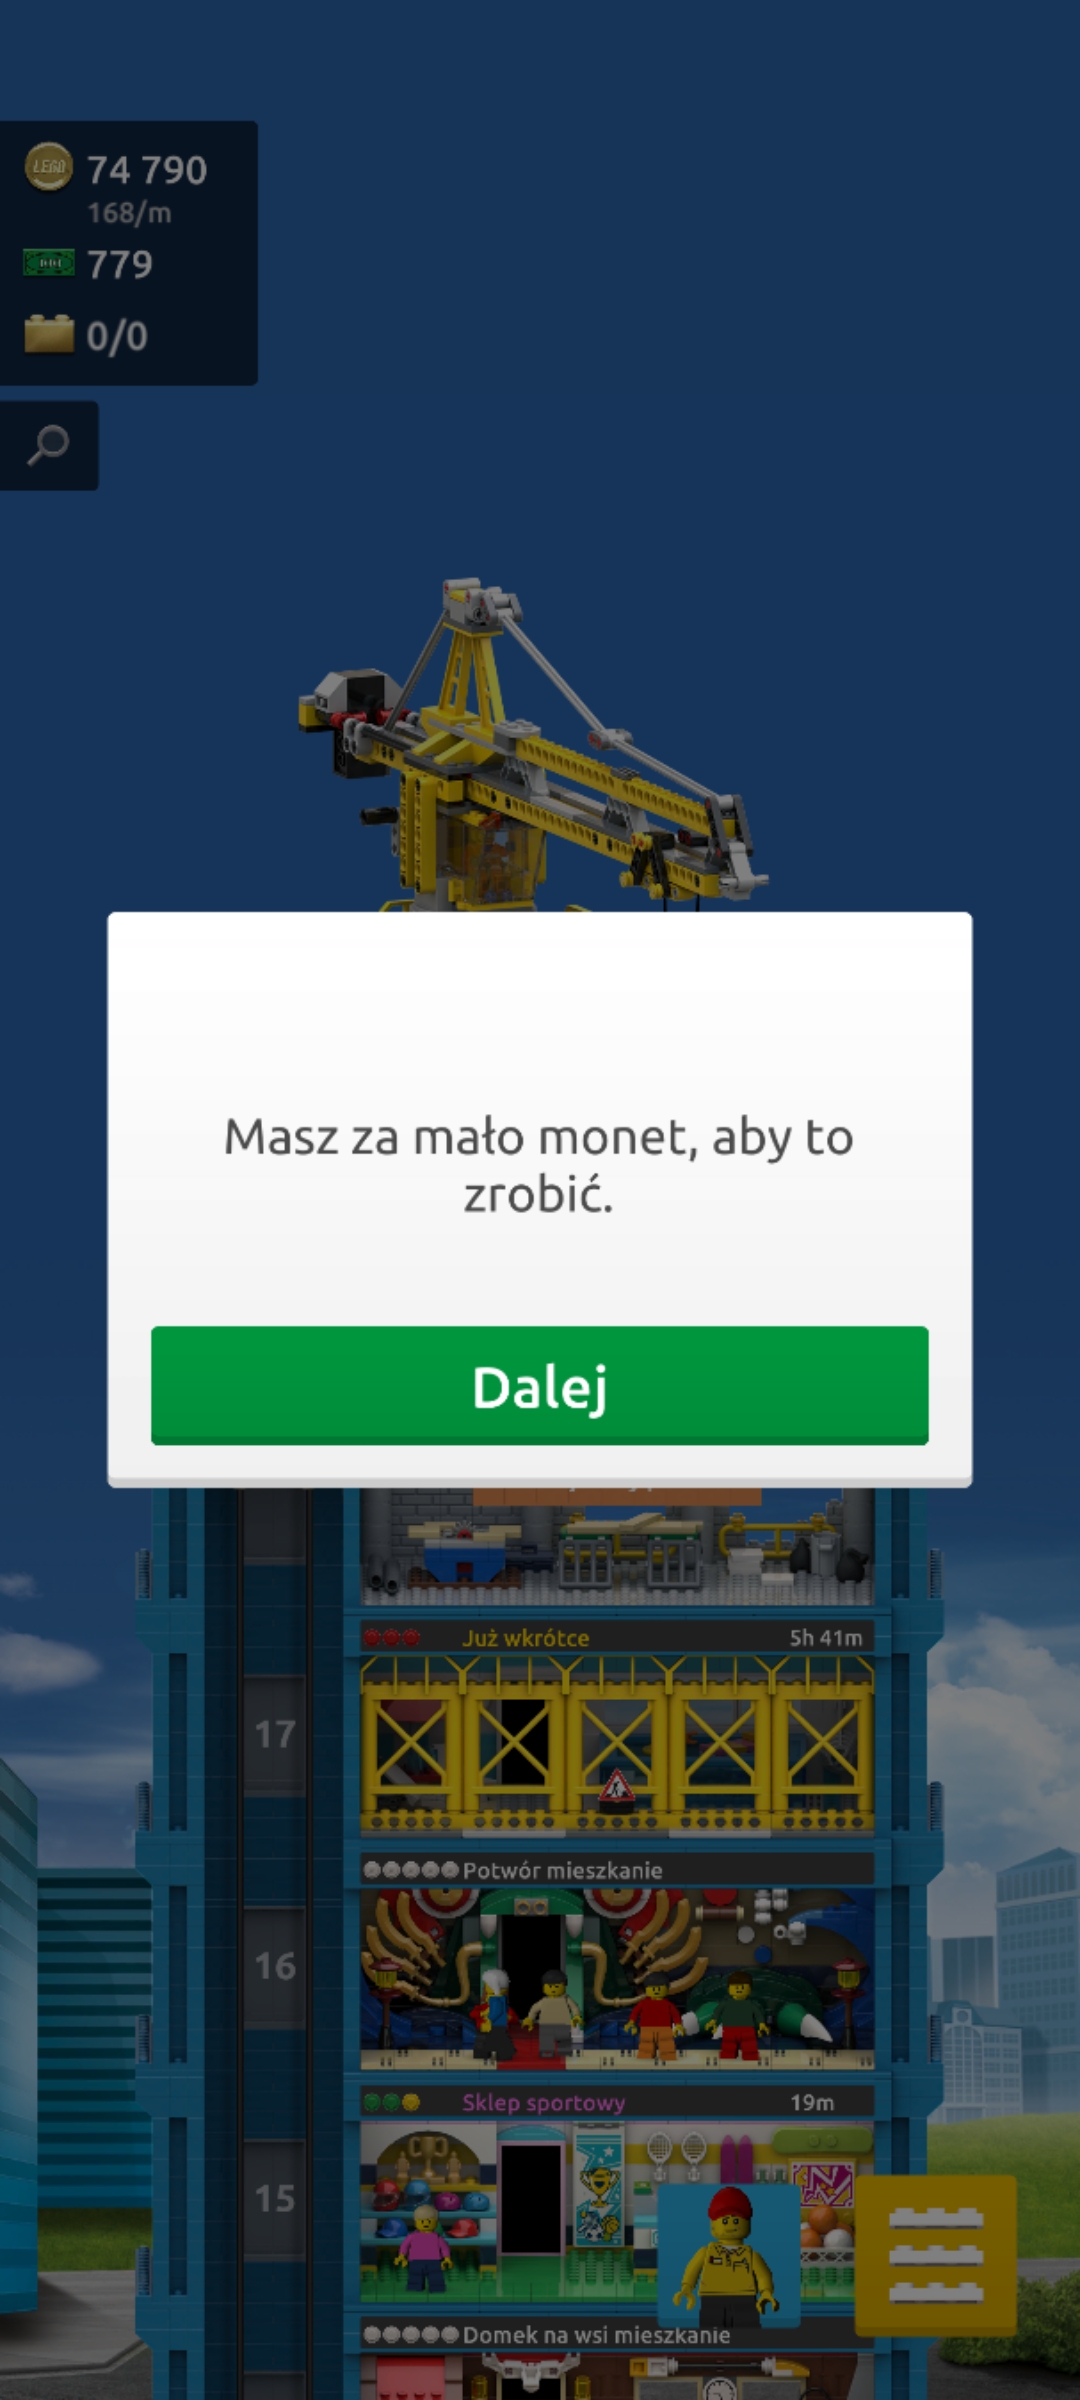 LEGO
74 790
168/m
779
0/0
Masz za mało monet, aby to
zrobić.
Dalej
Już wkrótce
5h 41m
17
Potwór mieszkanie
16
Sklep sportowy
19m
15
Domek na wsi mieszkanie